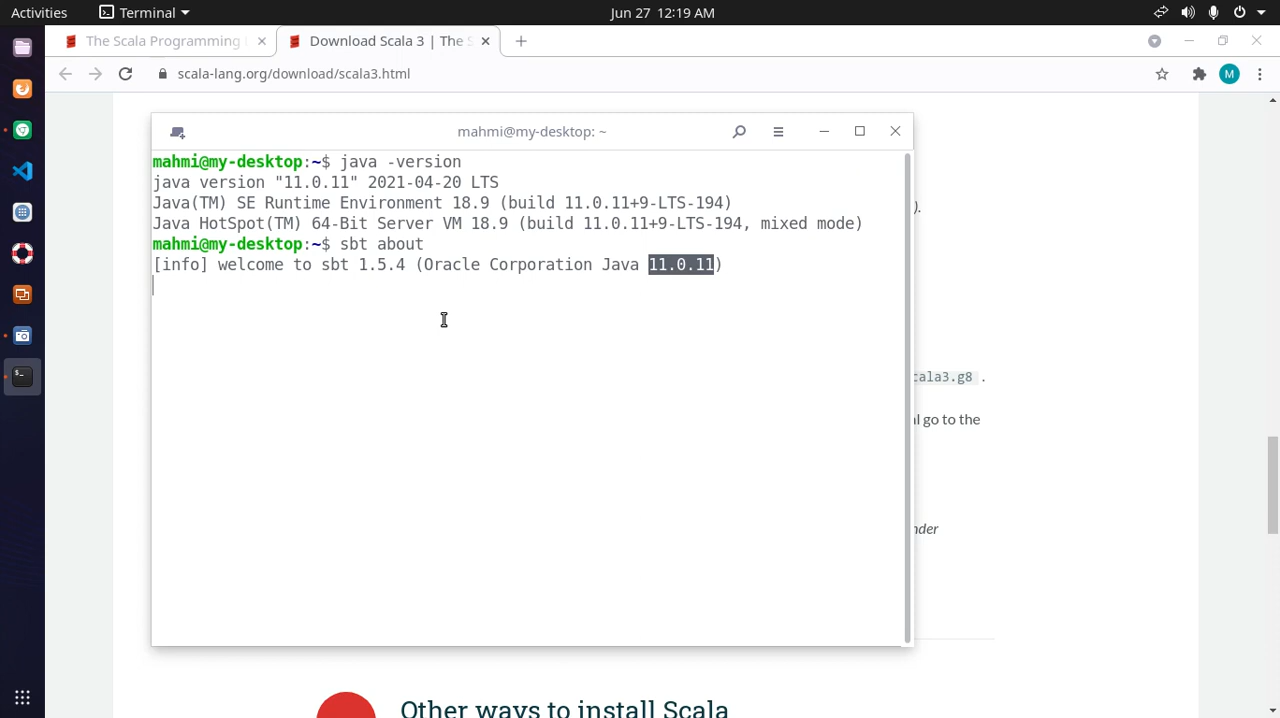 Activities
Terminal
Jun 27 12:19 AM
The Scala Programming
Download Scala 3 | The S
scala-lang.org/download/scala3.html
M
mahmi@my-desktop: ~
mahmi@my-desktop:~$ java -version
java version "11.0.11" 2021-04-20 LTS
Java(TM) SE Runtime Environment 18.9 (build 11.0.11+9-LTS-194)
Java HotSpot(TM) 64-Bit Server VM 18.9 (build 11.0.11+9-LTS-194, mixed mode)
mahmi@my-desktop:~$ sbt about
[info] welcome to sbt 1.5.4 (Oracle Corporation Java 11.0.11)
).
cala3.g8 .
go to the
nder
Other ways to install Scala